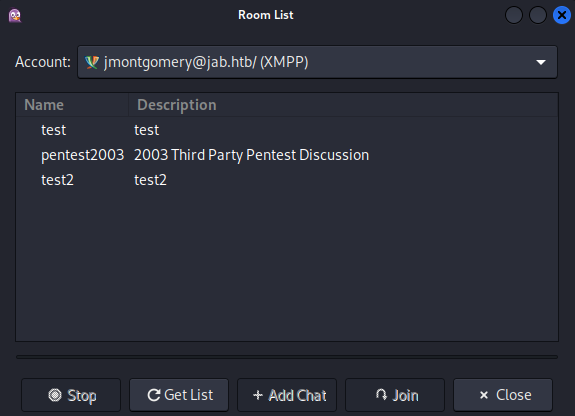 Room List
Account: jmontgomery@jab.htb/ (XMPP)
Name Description
test test
pentest2003 2003 Third Party Pentest Discussion
test2 test2
Stop Get List Add Chat Join Close